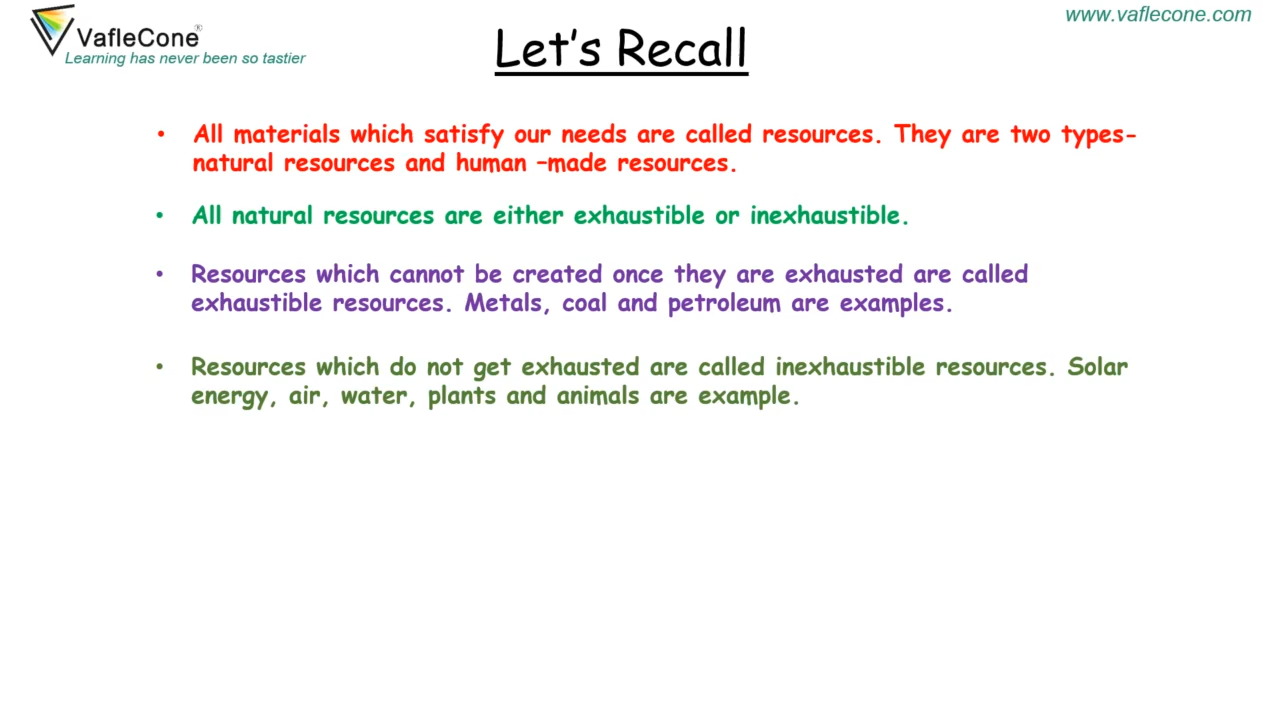 www.vaflecone.com
VafleCone®
Learning has never been so tastier
Let's Recall
• All materials which satisfy our needs are called resources. They are two types-
natural resources and human –made resources.
• All natural resources are either exhaustible or inexhaustible.
• Resources which cannot be created once they are exhausted are called
exhaustible resources. Metals, coal and petroleum are examples.
• Resources which do not get exhausted are called inexhaustible resources. Solar
energy, air, water, plants and animals are example.